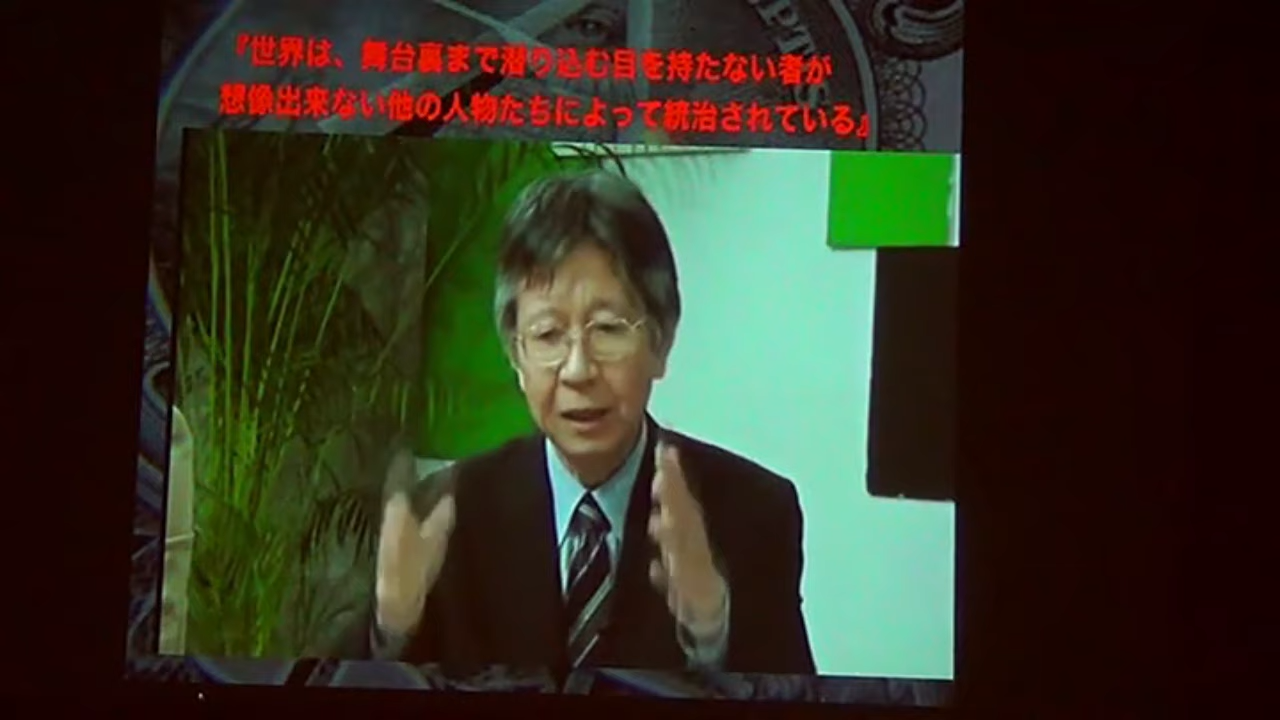 『世界は、舞台裏まで潜り込む目を持たない者が
想像出来ない他の人物たちによって統治されている』